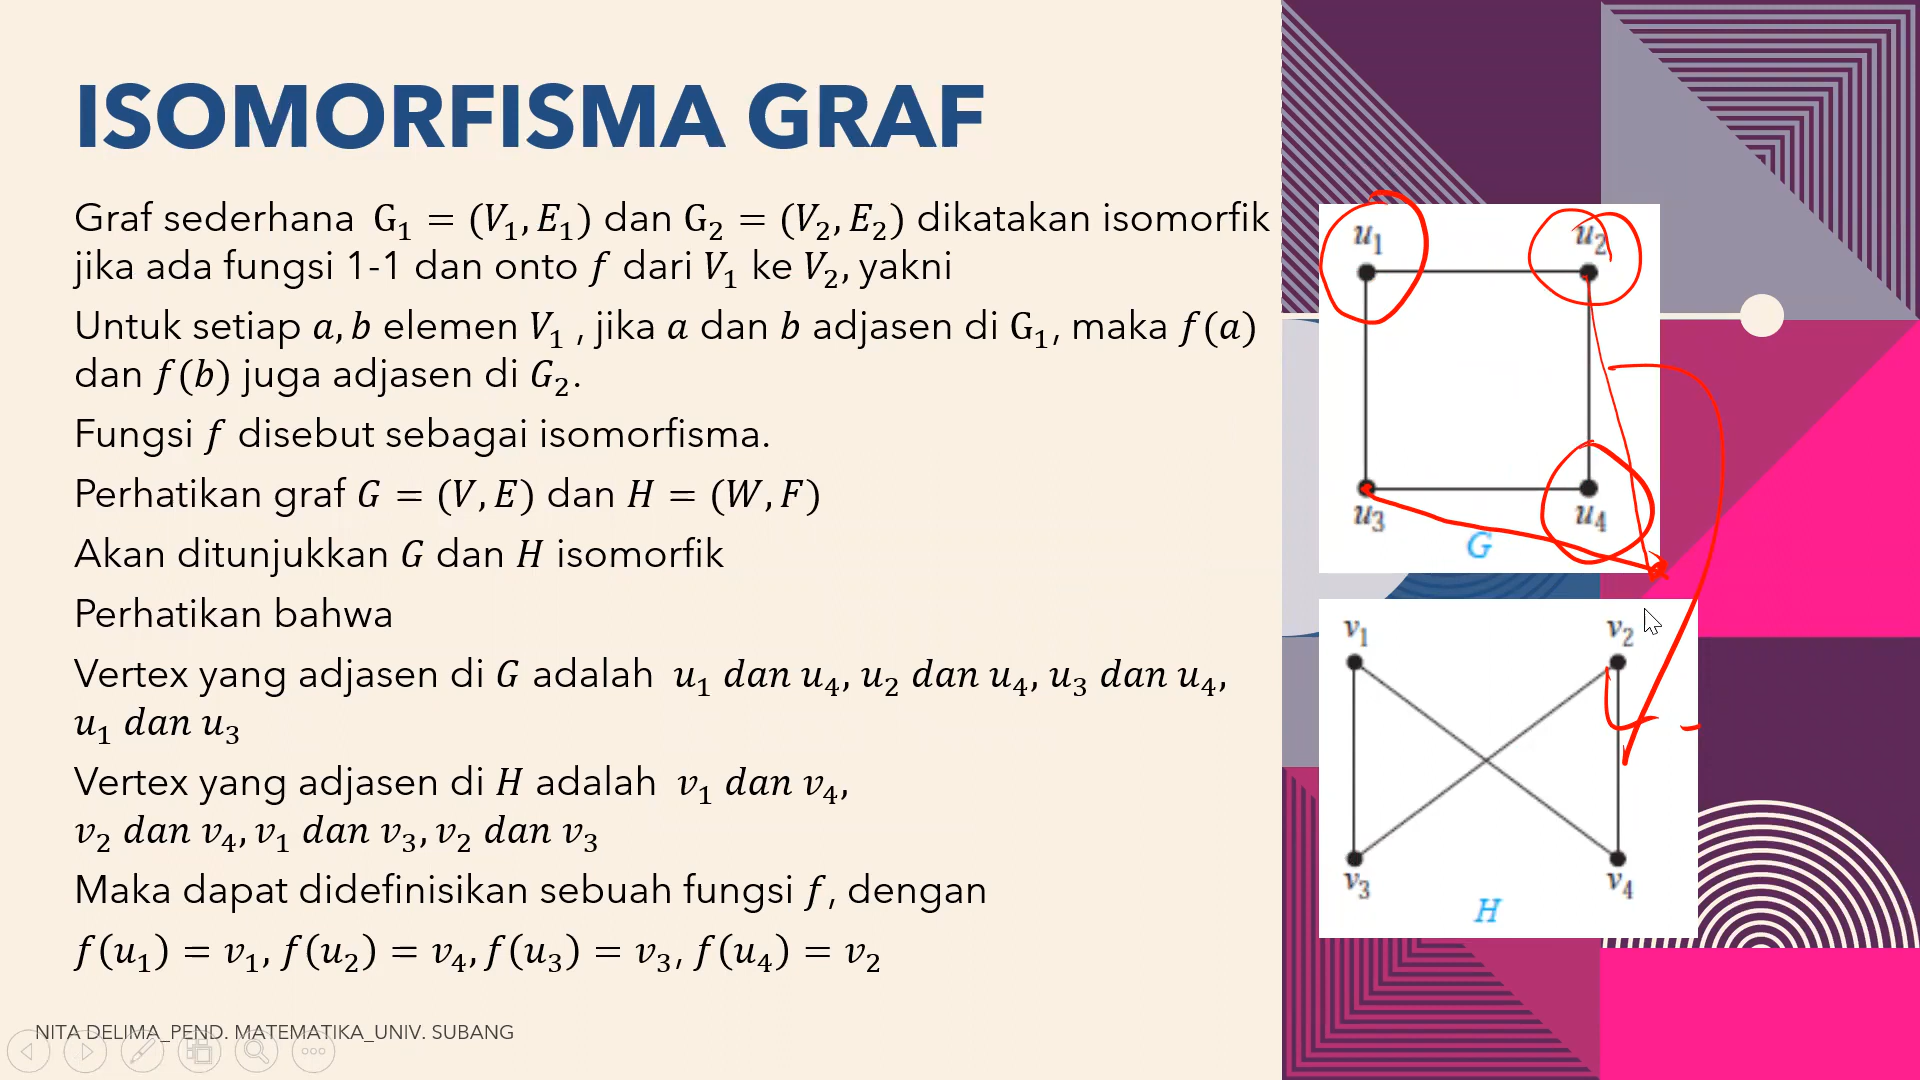 ISOMORFISMA GRAF
Graf sederhana G₁ = (V₁, E₁) dan G₂ = (V₂, E₂) dikatakan isomorfik
jika ada fungsi 1-1 dan onto f dari V₁ ke V₂, yakni
Untuk setiap a, b elemen V₁ , jika a dan b adjasen di G₁, maka f(a)
dan f(b) juga adjasen di G₂.
Fungsi f disebut sebagai isomorfisma.
Perhatikan graf G = (V, E) dan H = (W, F)
Akan ditunjukkan G dan H isomorfik
Perhatikan bahwa
Vertex yang adjasen di G adalah u₁ dan u₄, u₂ dan u₄, u₃ dan u₄,
u₁ dan u₃
Vertex yang adjasen di H adalah v₁ dan v₄,
v₂ dan v₄, v₁ dan v₃, v₂ dan v₃
Maka dapat didefinisikan sebuah fungsi f, dengan
f(u₁) = v₁, f(u₂) = v₄, f(u₃) = v₃, f(u₄) = v₂
NITA DELIMA_PEND. MATEMATIKA_UNIV. SUBANG
u₁ u₂
u₃ u₄
G
v₁ v₂
v₃ v₄
H